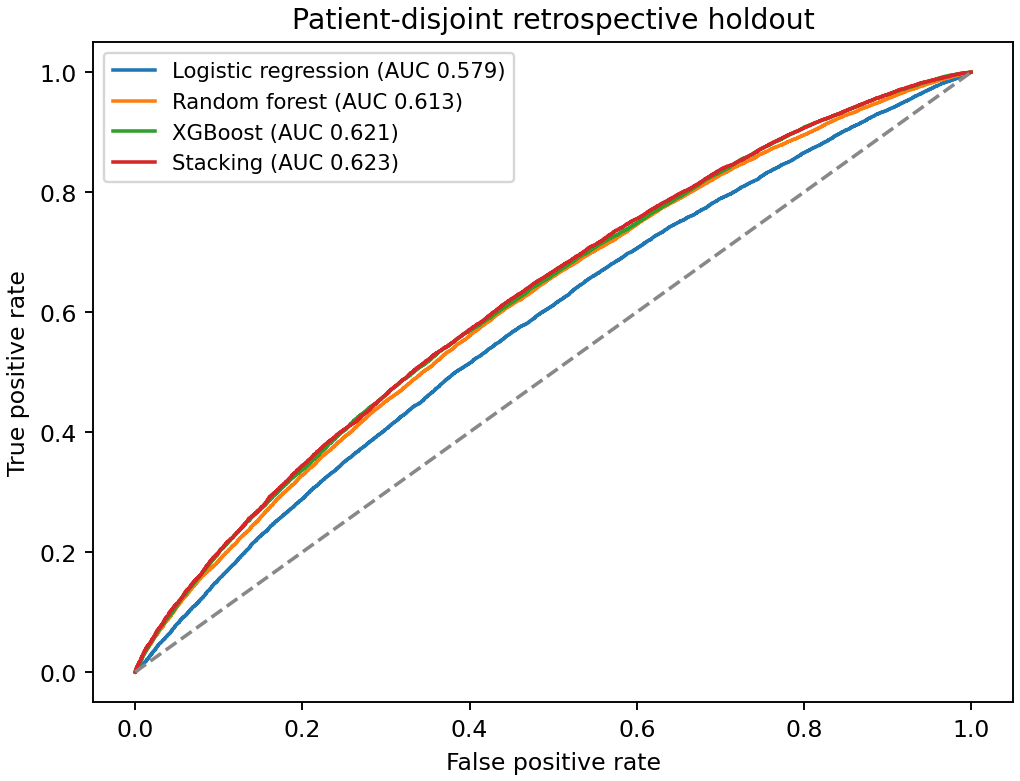 Patient-disjoint retrospective holdout
Logistic regression (AUC 0.579)
Random forest (AUC 0.613)
XGBoost (AUC 0.621)
Stacking (AUC 0.623)
True positive rate
1.0
0.8
0.6
0.4
0.2
0.0
0.0 0.2 0.4 0.6 0.8 1.0
False positive rate